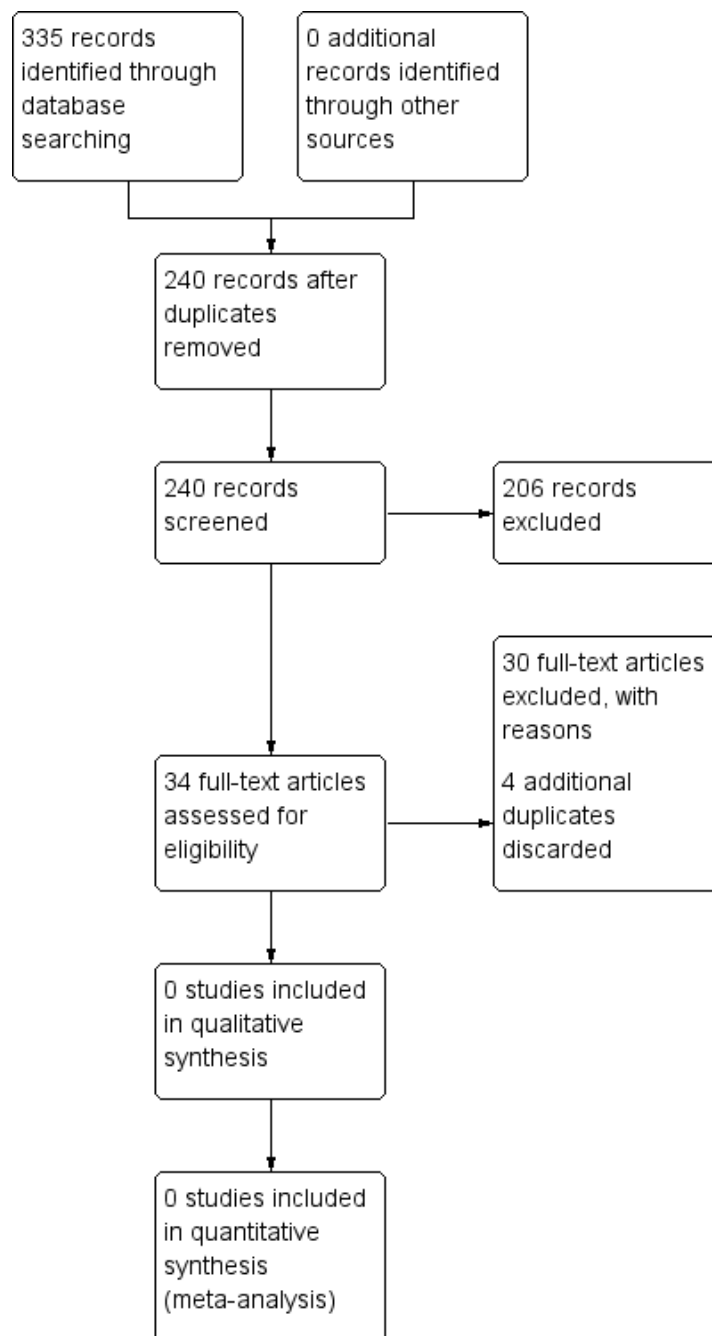 335 records
identified through
database
searching
0 additional
records identified
through other
sources
240 records after
duplicates
removed
240 records
screened
206 records
excluded
30 full-text articles
excluded, with
reasons
4 additional
duplicates
discarded
34 full-text articles
assessed for
eligibility
0 studies included
in qualitative
synthesis
0 studies included
in quantitative
synthesis
(meta-analysis)